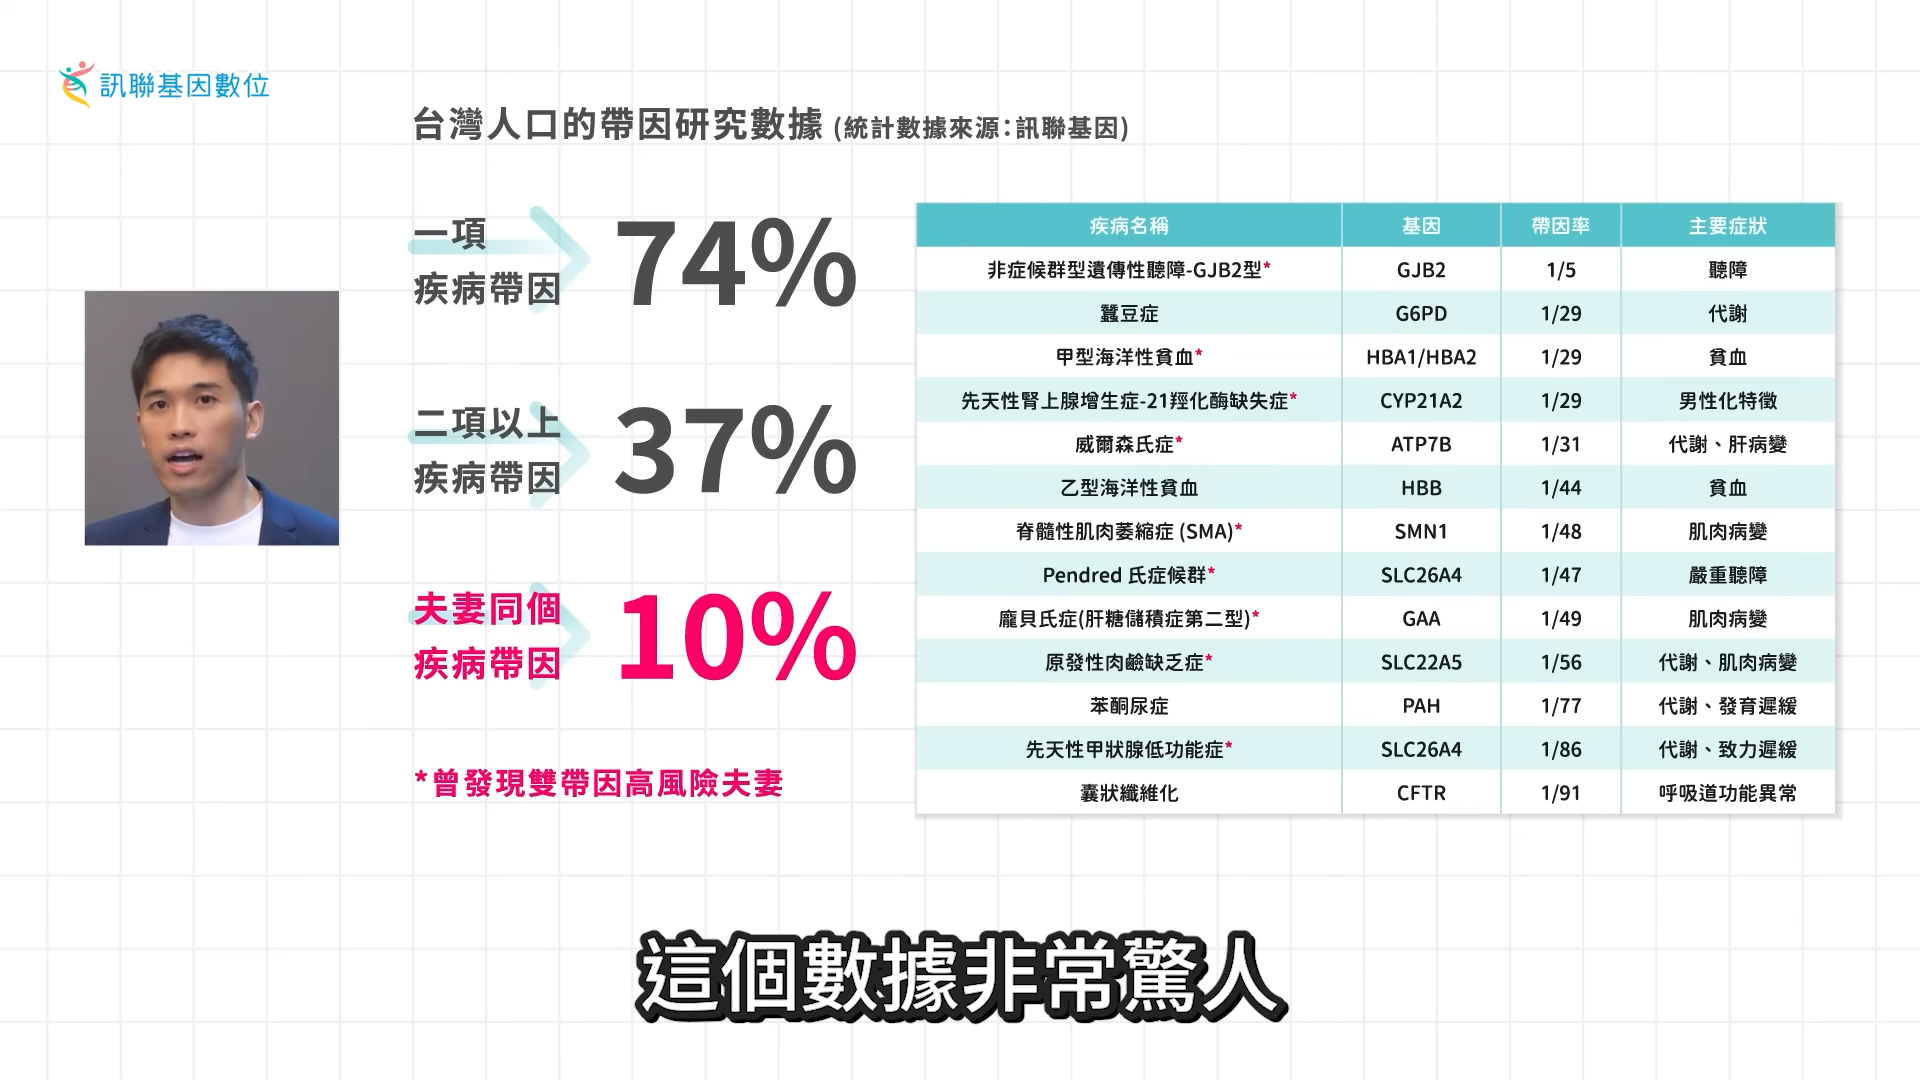 訊聯基因數位
台灣人口的帶因研究數據 (統計數據來源:訊聯基因)
一項
疾病帶因
74%
二項以上
疾病帶因
37%
夫妻同個
疾病帶因
10%
*曾發現雙帶因高風險夫妻
疾病名稱 基因 帶因率 主要症狀
非症候群型遺傳性聽障-GJB2型* GJB2 1/5 聽障
蠶豆症 G6PD 1/29 代謝
甲型海洋性貧血* HBA1/HBA2 1/29 貧血
先天性腎上腺增生症-21羥化酶缺失症* CYP21A2 1/29 男性化特徵
威爾森氏症* ATP7B 1/31 代謝、肝病變
乙型海洋性貧血 HBB 1/44 貧血
脊髓性肌肉萎縮症 (SMA)* SMN1 1/48 肌肉病變
Pendred 氏症候群* SLC26A4 1/47 嚴重聽障
龐貝氏症(肝糖儲積症第二型)* GAA 1/49 肌肉病變
原發性肉鹼缺乏症* SLC22A5 1/56 代謝、肌肉病變
苯酮尿症 PAH 1/77 代謝、發育遲緩
先天性甲狀腺低功能症* SLC26A4 1/86 代謝、致力遲緩
囊狀纖維化 CFTR 1/91 呼吸道功能異常
這個數據非常驚人